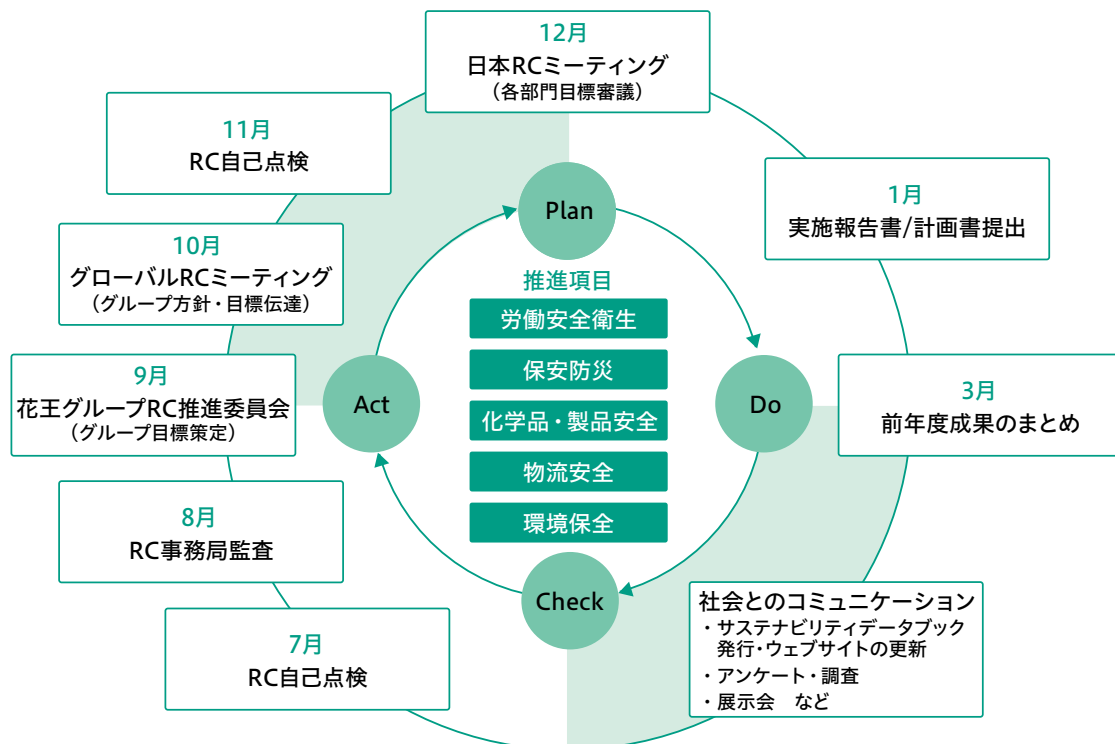 12月
日本RCミーティング
（各部門目標審議）
1月
実施報告書/計画書提出
3月
前年度成果のまとめ
社会とのコミュニケーション
・サステナビリティデータブック
発行・ウェブサイトの更新
・アンケート・調査
・展示会　など
7月
RC自己点検
8月
RC事務局監査
9月
花王グループRC推進委員会
（グループ目標策定）
10月
グローバルRCミーティング
（グループ方針・目標伝達）
11月
RC自己点検
Plan
Do
Check
Act
推進項目
労働安全衛生
保安防災
化学品・製品安全
物流安全
環境保全